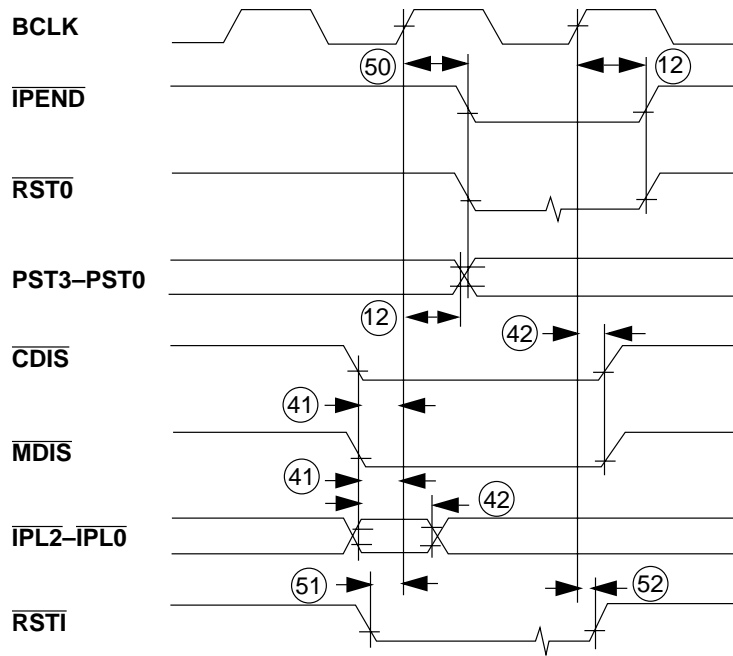 BCLK
50
12
IPEND
RST0
PST3–PST0
12
42
CDIS
41
MDIS
41
42
IPL2–IPL0
51
52
RSTI